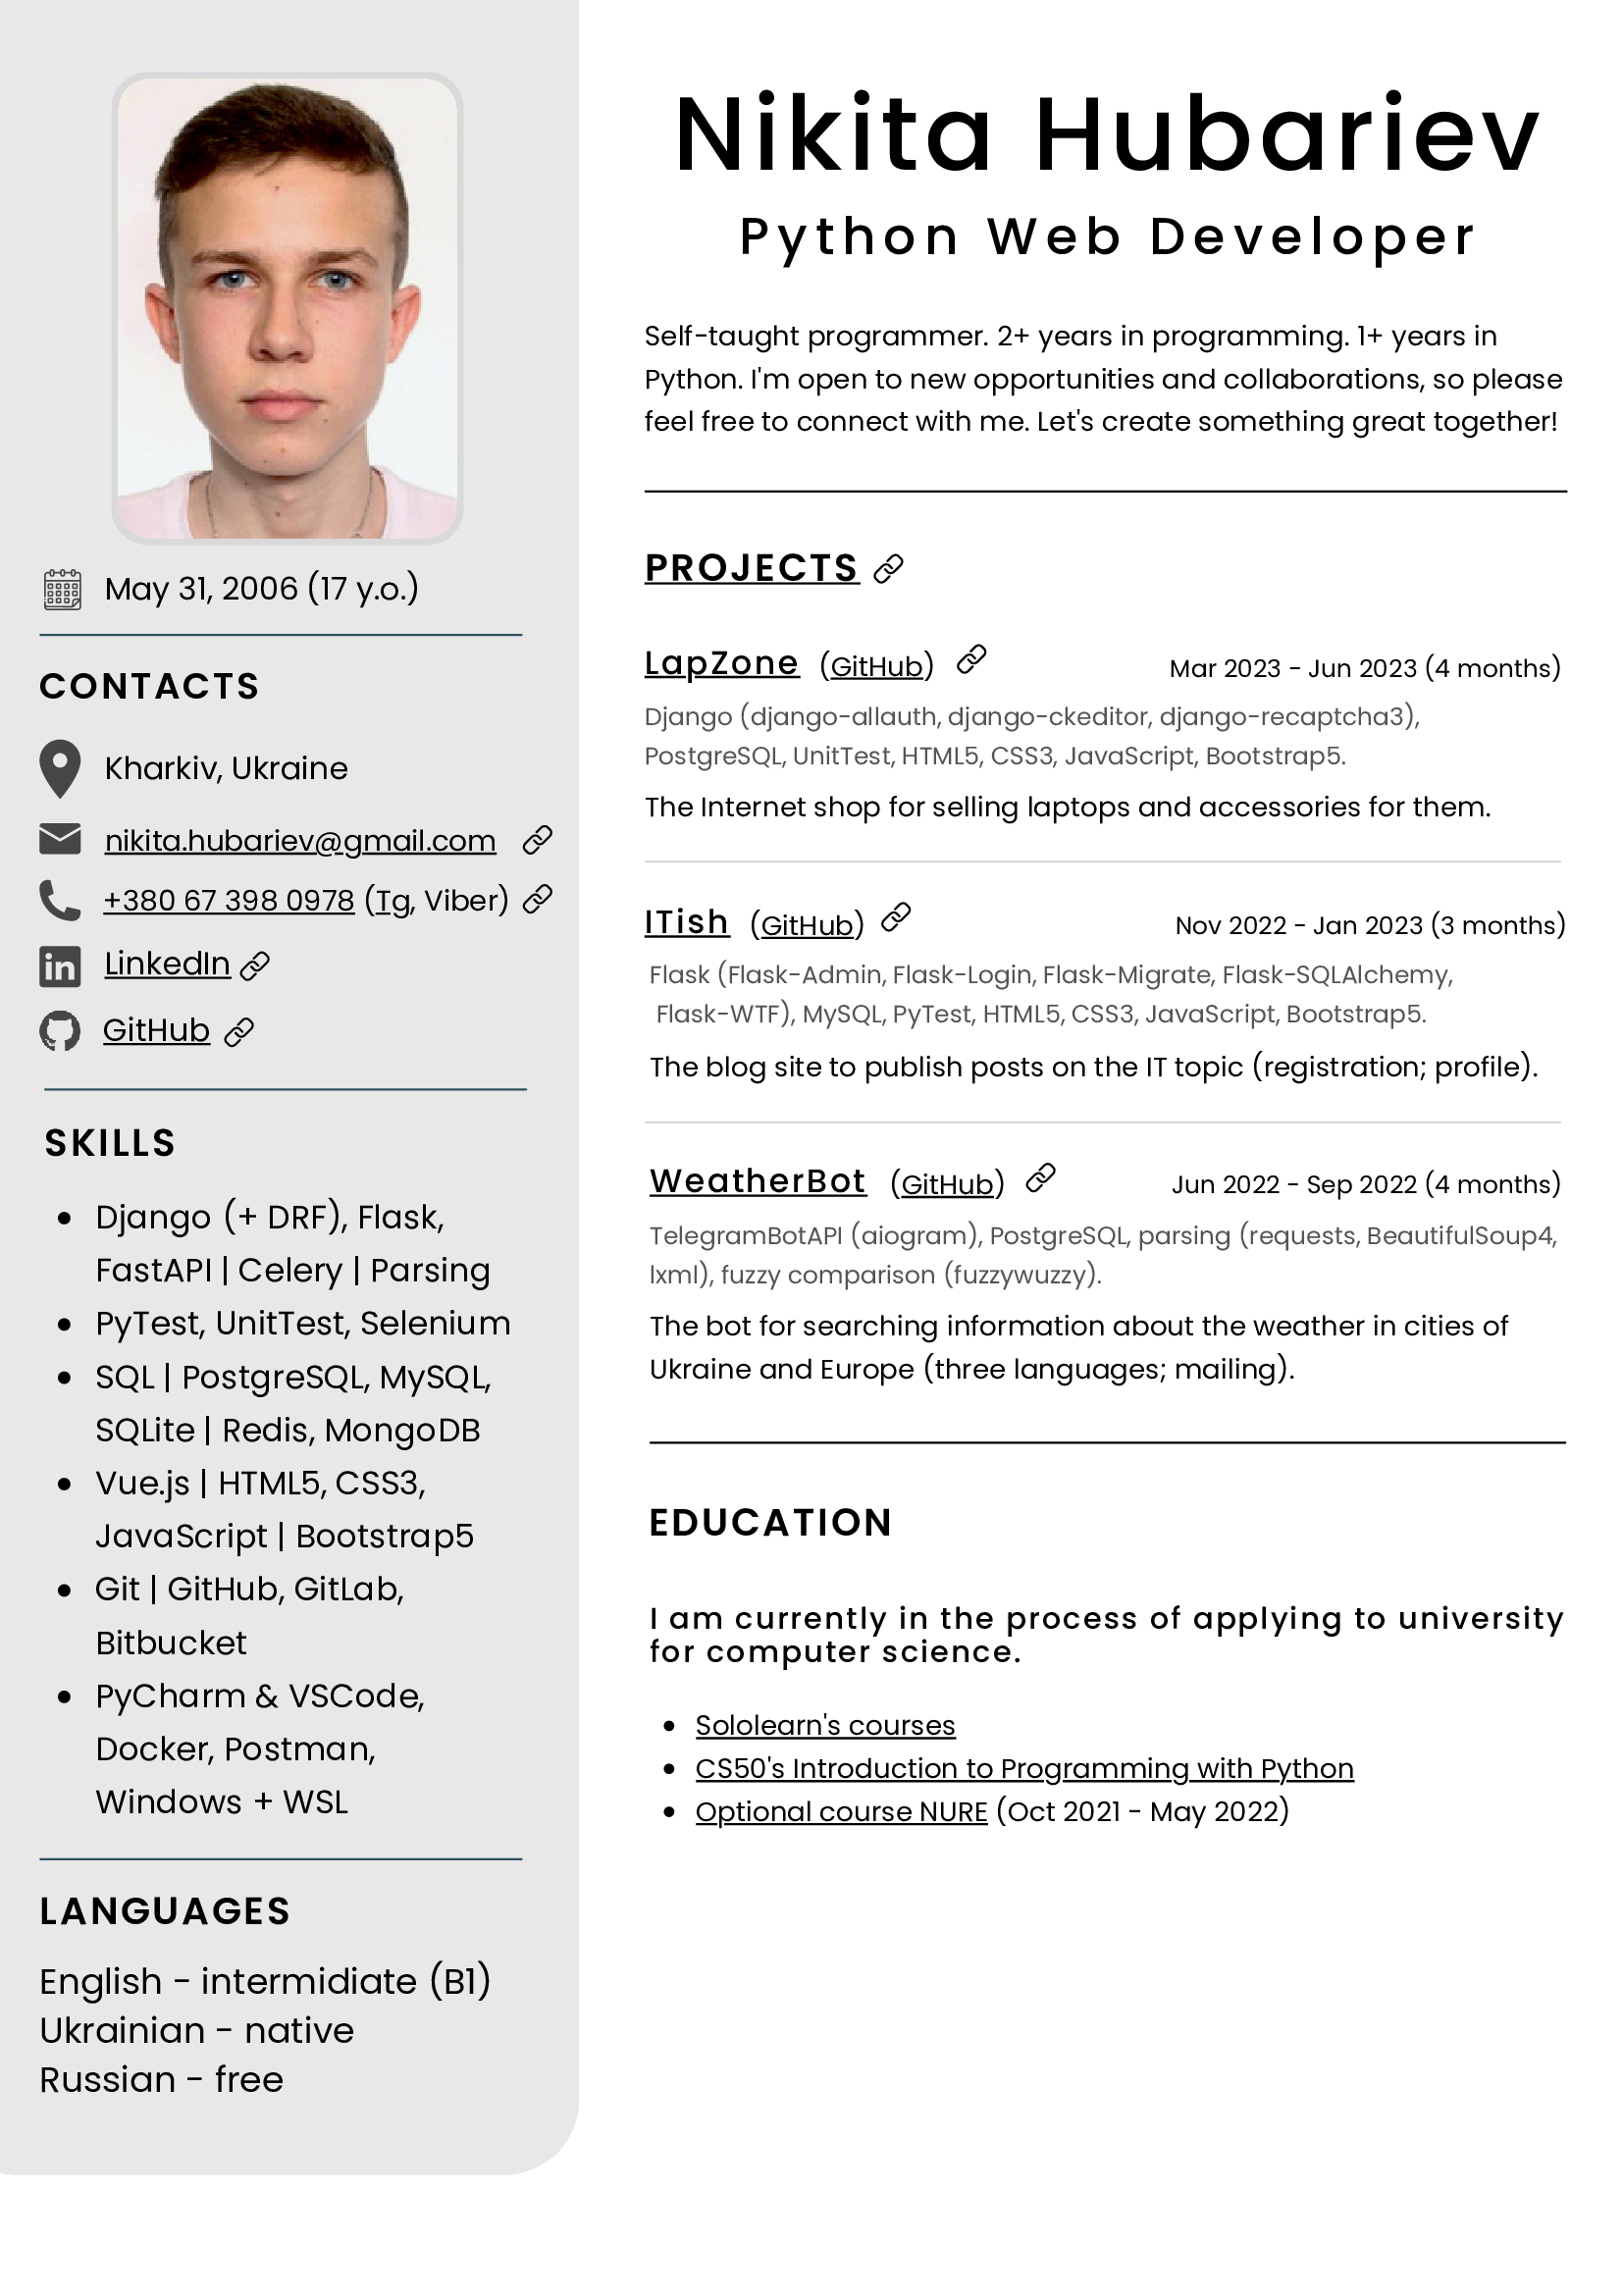 May 31, 2006 (17 y.o.)
CONTACTS
Kharkiv, Ukraine
nikita.hubariev@gmail.com
+380 67 398 0978 (Tg, Viber)
LinkedIn
GitHub
SKILLS
Django (+ DRF), Flask,
FastAPI | Celery | Parsing
PyTest, UnitTest, Selenium
SQL | PostgreSQL, MySQL,
SQLite | Redis, MongoDB
Vue.js | HTML5, CSS3,
JavaScript | Bootstrap5
Git | GitHub, GitLab,
Bitbucket
PyCharm & VSCode,
Docker, Postman,
Windows + WSL
LANGUAGES
English - intermidiate (B1)
Ukrainian - native
Russian - free
Nikita Hubariev
Python Web Developer
Self-taught programmer. 2+ years in programming. 1+ years in
Python. I'm open to new opportunities and collaborations, so please
feel free to connect with me. Let's create something great together!
PROJECTS
LapZone (GitHub) Mar 2023 - Jun 2023 (4 months)
Django (django-allauth, django-ckeditor, django-recaptcha3),
PostgreSQL, UnitTest, HTML5, CSS3, JavaScript, Bootstrap5.
The Internet shop for selling laptops and accessories for them.
ITish (GitHub) Nov 2022 - Jan 2023 (3 months)
Flask (Flask-Admin, Flask-Login, Flask-Migrate, Flask-SQLAlchemy,
Flask-WTF), MySQL, PyTest, HTML5, CSS3, JavaScript, Bootstrap5.
The blog site to publish posts on the IT topic (registration; profile).
WeatherBot (GitHub) Jun 2022 - Sep 2022 (4 months)
TelegramBotAPI (aiogram), PostgreSQL, parsing (requests, BeautifulSoup4,
lxml), fuzzy comparison (fuzzywuzzy).
The bot for searching information about the weather in cities of
Ukraine and Europe (three languages; mailing).
EDUCATION
I am currently in the process of applying to university
for computer science.
Sololearn's courses
CS50's Introduction to Programming with Python
Optional course NURE (Oct 2021 - May 2022)